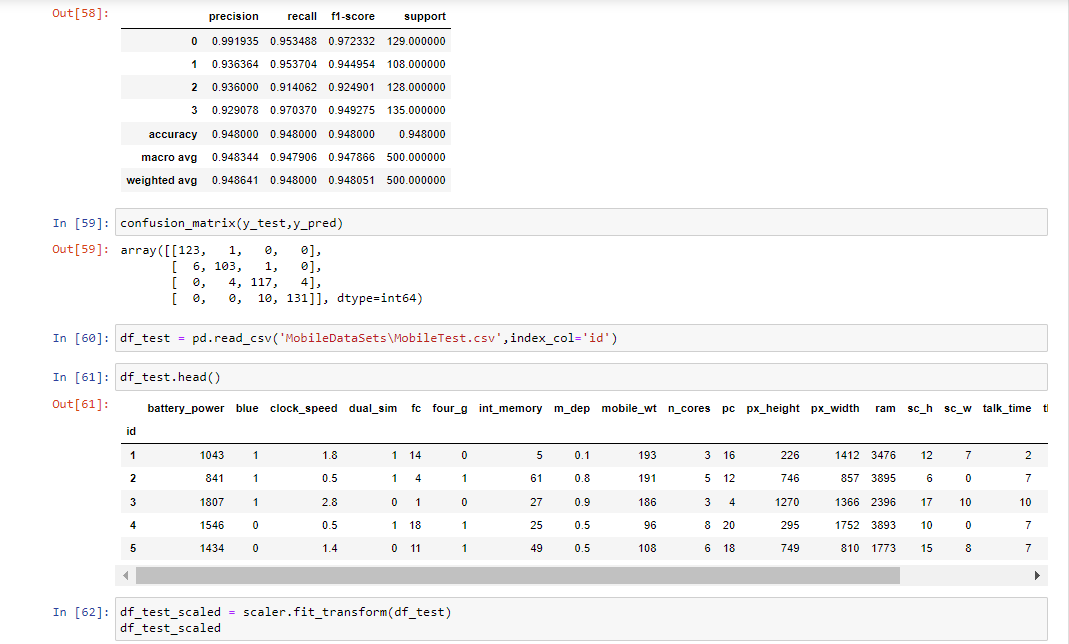 Out[58]:
precision recall f1-score support
0 0.991935 0.953488 0.972332 129.000000
1 0.936364 0.953704 0.944954 108.000000
2 0.936000 0.914062 0.924901 128.000000
3 0.929078 0.970370 0.949275 135.000000
accuracy 0.948000 0.948000 0.948000 0.948000
macro avg 0.948344 0.947906 0.947866 500.000000
weighted avg 0.948641 0.948000 0.948051 500.000000
In [59]: confusion_matrix(y_test,y_pred)
Out[59]: array([[123, 1, 0, 0],
[ 6, 103, 1, 0],
[ 0, 4, 117, 4],
[ 0, 0, 10, 131]], dtype=int64)
In [60]: df_test = pd.read_csv('MobileDataSets\MobileTest.csv',index_col='id')
In [61]: df_test.head()
Out[61]:
battery_power blue clock_speed dual_sim fc four_g int_memory m_dep mobile_wt n_cores pc px_height px_width ram sc_h sc_w talk_time
id
1 1043 1 1.8 1 14 0 5 0.1 193 3 16 226 1412 3476 12 7 2
2 841 1 0.5 1 4 1 61 0.8 191 5 12 746 857 3895 6 0 7
3 1807 1 2.8 0 1 0 27 0.9 186 3 4 1270 1366 2396 17 10 10
4 1546 0 0.5 1 18 1 25 0.5 96 8 20 295 1752 3893 10 0 7
5 1434 0 1.4 0 11 1 49 0.5 108 6 18 749 810 1773 15 8 7
In [62]: df_test_scaled = scaler.fit_transform(df_test)
df_test_scaled